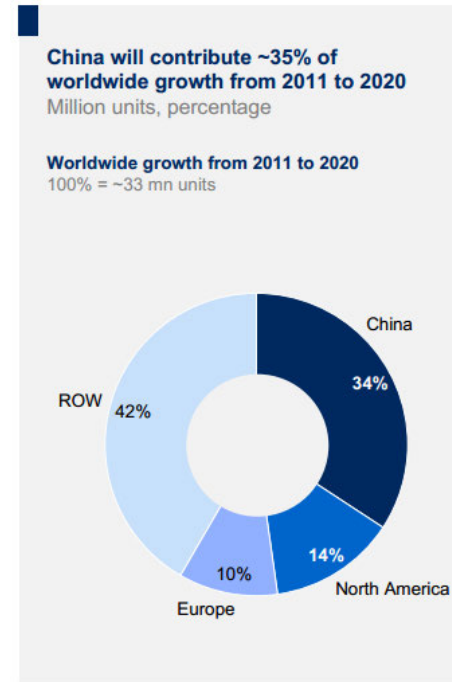 China will contribute ~35% of
worldwide growth from 2011 to 2020
Million units, percentage
Worldwide growth from 2011 to 2020
100% = ~33 mn units
China
34%
ROW
42%
14%
10%
North America
Europe